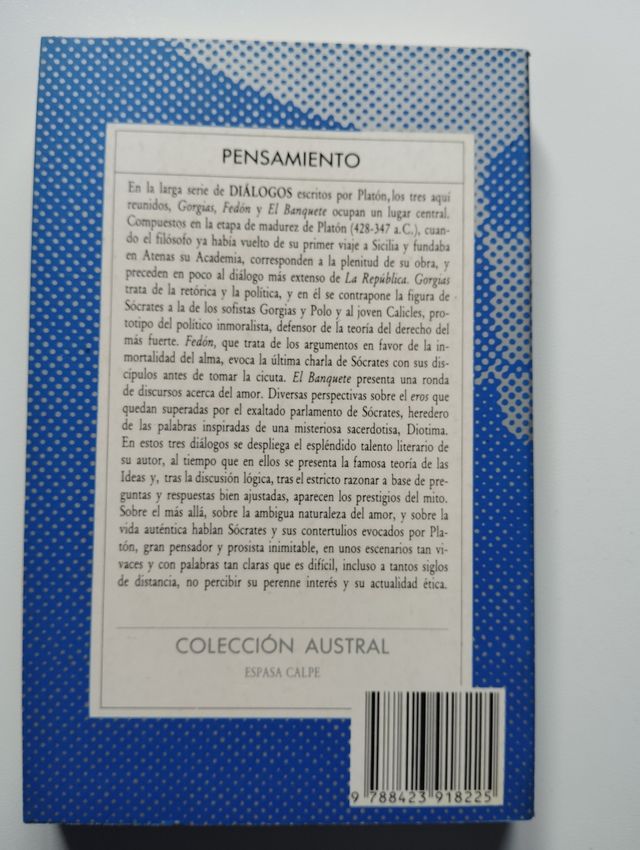 PENSAMIENTO
En la larga serie de DIÁLOGOS escritos por Platón, los tres aquí
reunidos, Gorgias, Fedón y El Banquete ocupan un lugar central.
Compuestos en la etapa de madurez de Platón (428-347 a.C.), cuan-
do el filósofo ya había vuelto de su primer viaje a Sicilia y fundaba
en Atenas su Academia, corresponden a la plenitud de su obra, y
preceden en poco al diálogo más extenso de La República. Gorgias
trata de la retórica y la política, y en él se contrapone la figura de
Sócrates a la de los sofistas Gorgias y Polo y al joven Calicles, pro-
totipo del político inmoralista, defensor de la teoría del derecho del
más fuerte. Fedón, que trata de los argumentos en favor de la in-
mortalidad del alma, evoca la última charla de Sócrates con sus dis-
cípulos antes de tomar la cicuta. El Banquete presenta una ronda
de discursos acerca del amor. Diversas perspectivas sobre el eros que
quedan superadas por el exaltado parlamento de Sócrates, heredero
de las palabras inspiradas de una misteriosa sacerdotisa, Diotima.
En estos tres diálogos se despliega el espléndido talento literario de
su autor, al tiempo que en ellos se presenta la famosa teoría de las
Ideas y, tras la discusión lógica, tras el estricto razonar a base de pre-
guntas y respuestas bien ajustadas, aparecen los prestigios del mito.
Sobre el más allá, sobre la ambigua naturaleza del amor, y sobre la
vida auténtica hablan Sócrates y sus contertulios evocados por Pla-
tón, gran pensador y prosista inimitable, en unos escenarios tan vi-
vaces y con palabras tan claras que es difícil, incluso a tantos siglos
de distancia, no percibir su perenne interés y su actualidad ética.
COLECCIÓN AUSTRAL
ESPASA CALPE
9 788423 918225